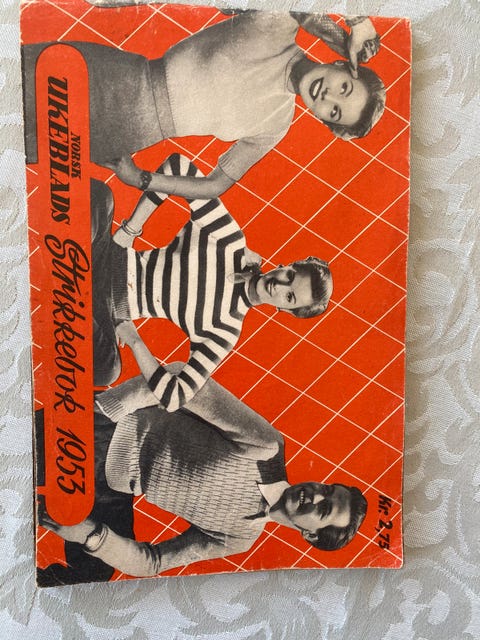 NORSK
UKEBLADS
Strikkebok 1953
Kr 2,75